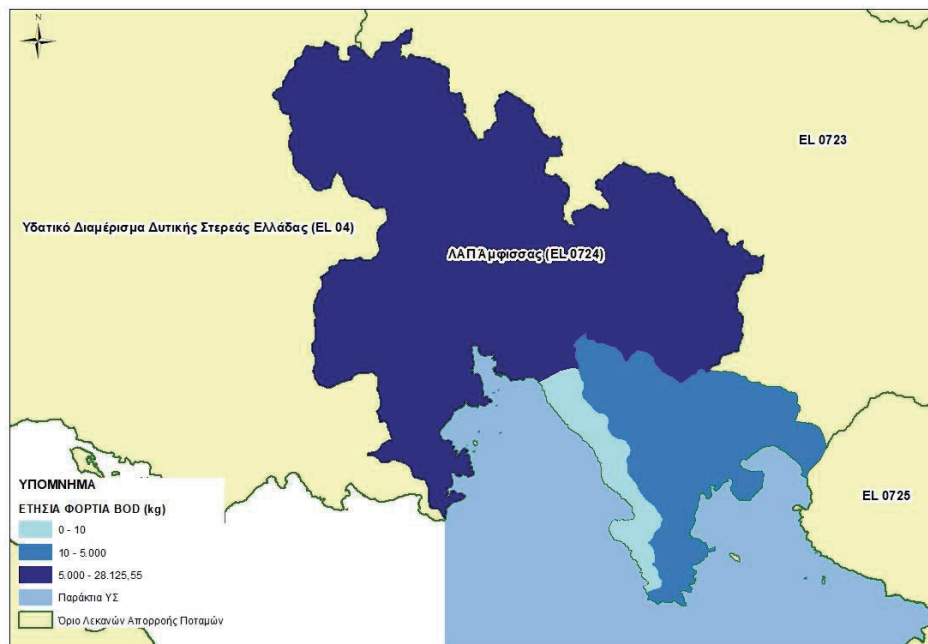 N
EL 0723
Υδατικό Διαμέρισμα Δυτικής Στερεάς Ελλάδας (EL 04)
ΛΑΠ Άμφισσας (EL 0724)
EL 0725
ΥΠΟΜΝΗΜΑ
ΕΤΗΣΙΑ ΦΟΡΤΙΑ BOD (kg)
0 - 10
10 - 5.000
5.000 - 28.125,55
Παράκτια ΥΣ
Όριο Λεκανών Απορροής Ποταμών